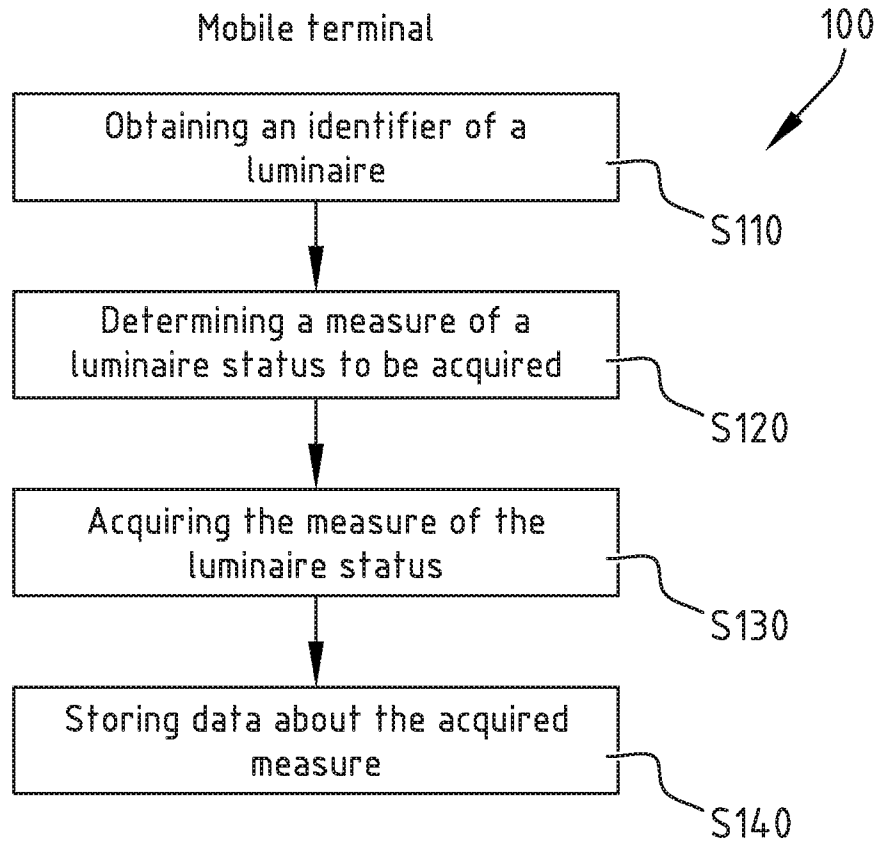 Mobile terminal
100
Obtaining an identifier of a
luminaire
S110
Determining a measure of a
luminaire status to be acquired
S120
Acquiring the measure of the
luminaire status
S130
Storing data about the acquired
measure
S140